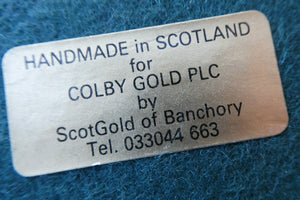 HANDMADE in SCOTLAND
for
COLBY GOLD PLC
by
ScotGold of Banchory
Tel. 033044 663